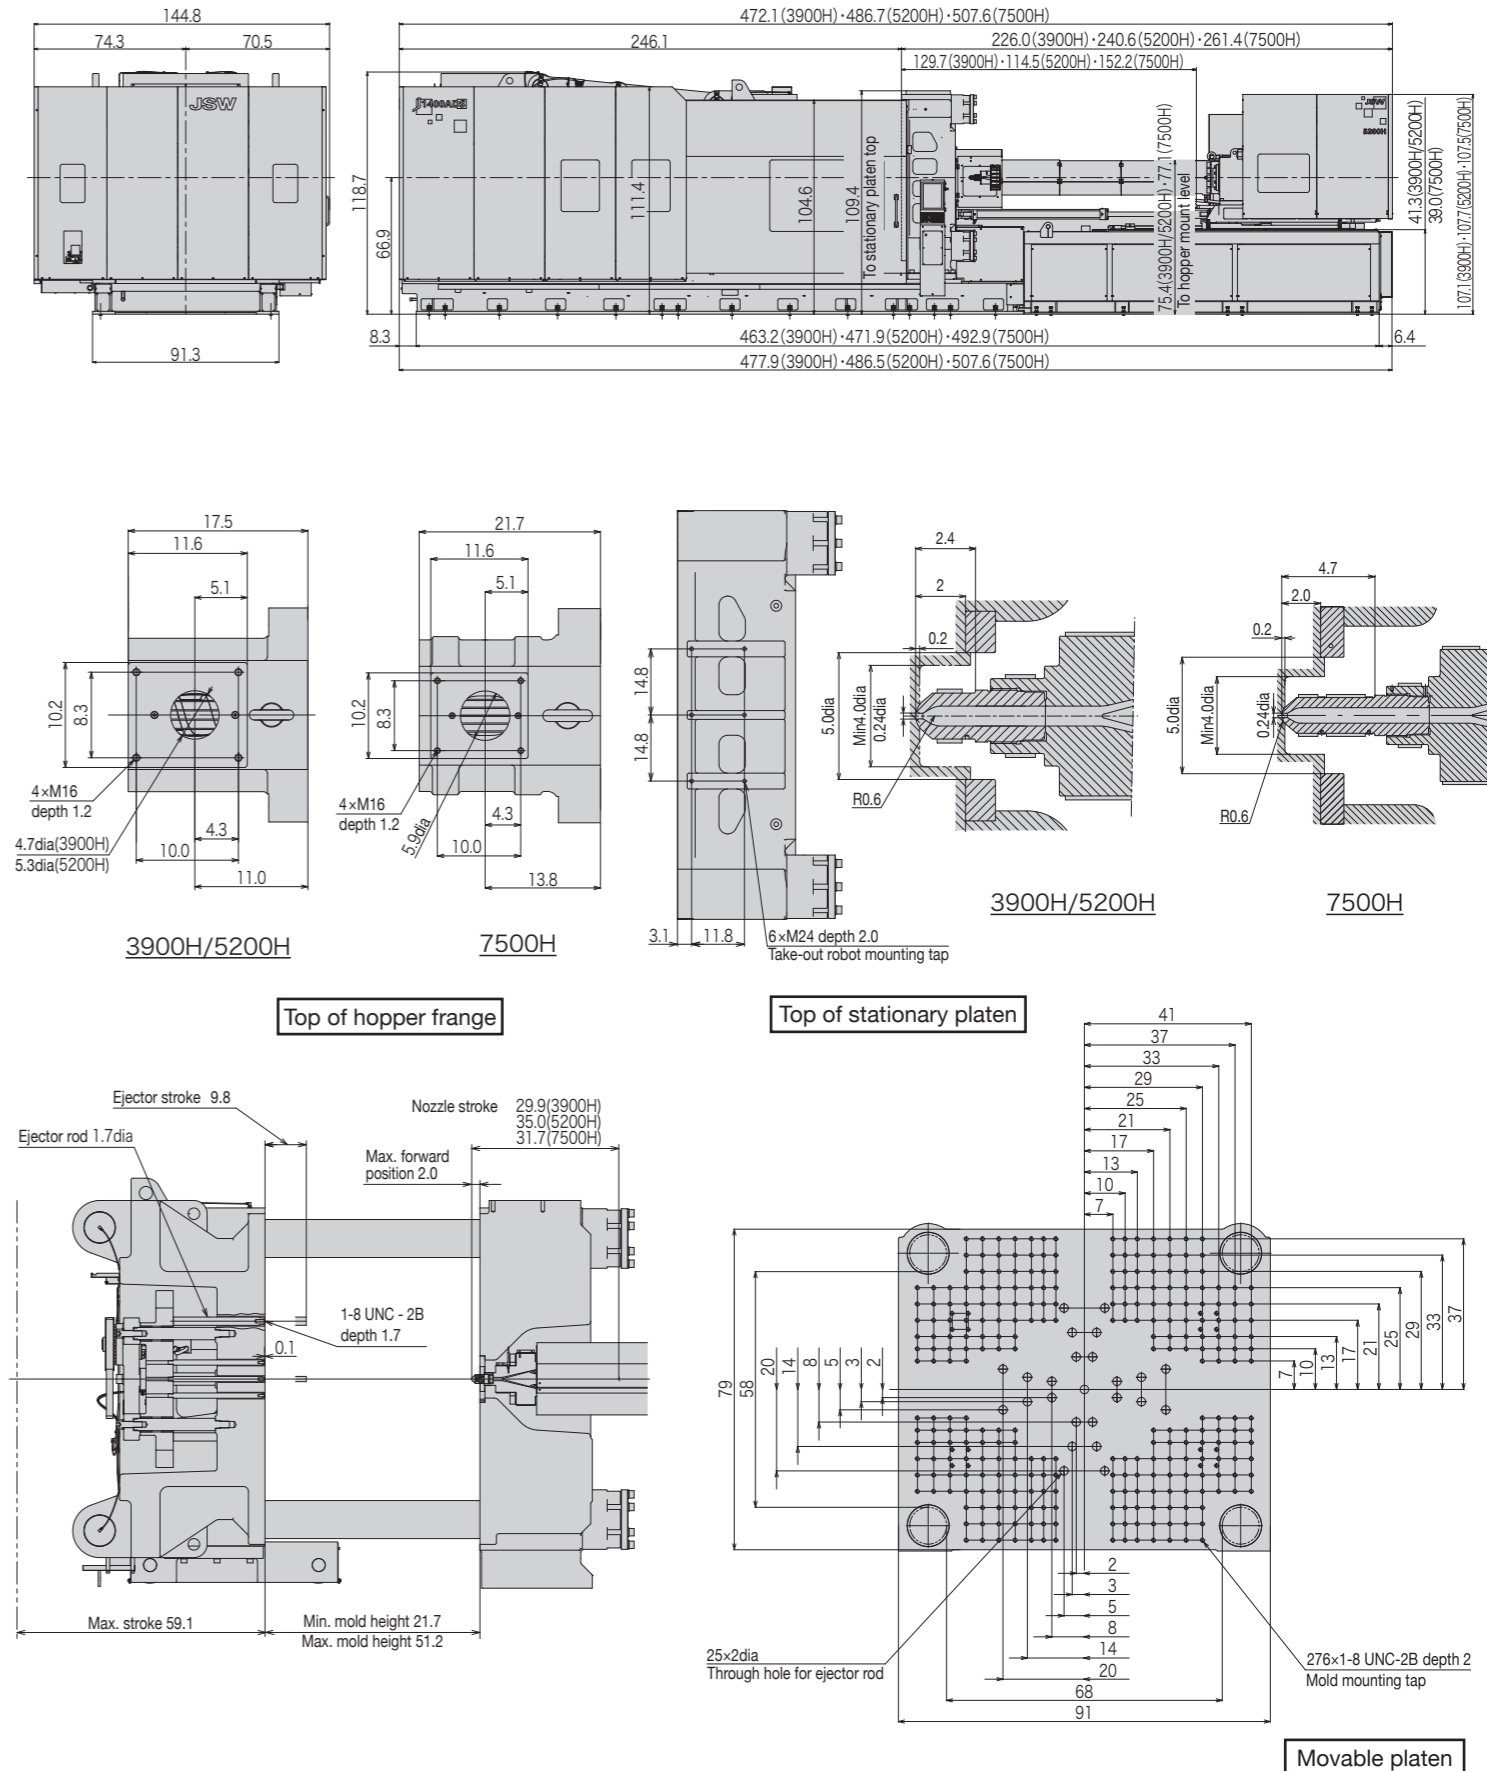 144.8
74.3
70.5
JSW
91.3
472.1(3900H)･486.7(5200H)･507.6(7500H)
246.1
226.0(3900H)･240.6(5200H)･261.4(7500H)
129.7(3900H)･114.5(5200H)･152.2(7500H)
118.7
66.9
111.4
104.6
109.4
To stationary platen top
75.4(3900H/5200H)･77.1(7500H)
To hopper mount level
JSW
5200H
41.3(3900H/5200H)
39.0(7500H)
107.1(3900H)･107.7(5200H)･107.5(7500H)
8.3
463.2(3900H)･471.9(5200H)･492.9(7500H)
6.4
477.9(3900H)･486.5(5200H)･507.6(7500H)
17.5
11.6
5.1
10.2
8.3
4×M16
depth 1.2
4.7dia(3900H)
5.3dia(5200H)
4.3
10.0
11.0
3900H/5200H
21.7
11.6
5.1
10.2
8.3
4×M16
depth 1.2
5.9dia
4.3
10.0
13.8
7500H
Top of hopper frange
14.8
14.8
3.1
11.8
6×M24 depth 2.0
Take-out robot mounting tap
Top of stationary platen
2.4
2
0.2
5.0dia
Min4.0dia
0.24dia
R0.6
3900H/5200H
4.7
2.0
0.2
5.0dia
Min4.0dia
0.24dia
R0.6
7500H
Ejector stroke 9.8
Ejector rod 1.7dia
Nozzle stroke 29.9(3900H)
35.0(5200H)
31.7(7500H)
Max. forward
position 2.0
1-8 UNC - 2B
depth 1.7
0.1
Max. stroke 59.1
Min. mold height 21.7
Max. mold height 51.2
41
37
33
29
25
21
17
13
10
7
79
58
20
14
8
5
3
2
7
10
13
17
21
25
29
33
37
2
3
5
8
14
20
68
91
25×2dia
Through hole for ejector rod
276×1-8 UNC-2B depth 2
Mold mounting tap
Movable platen